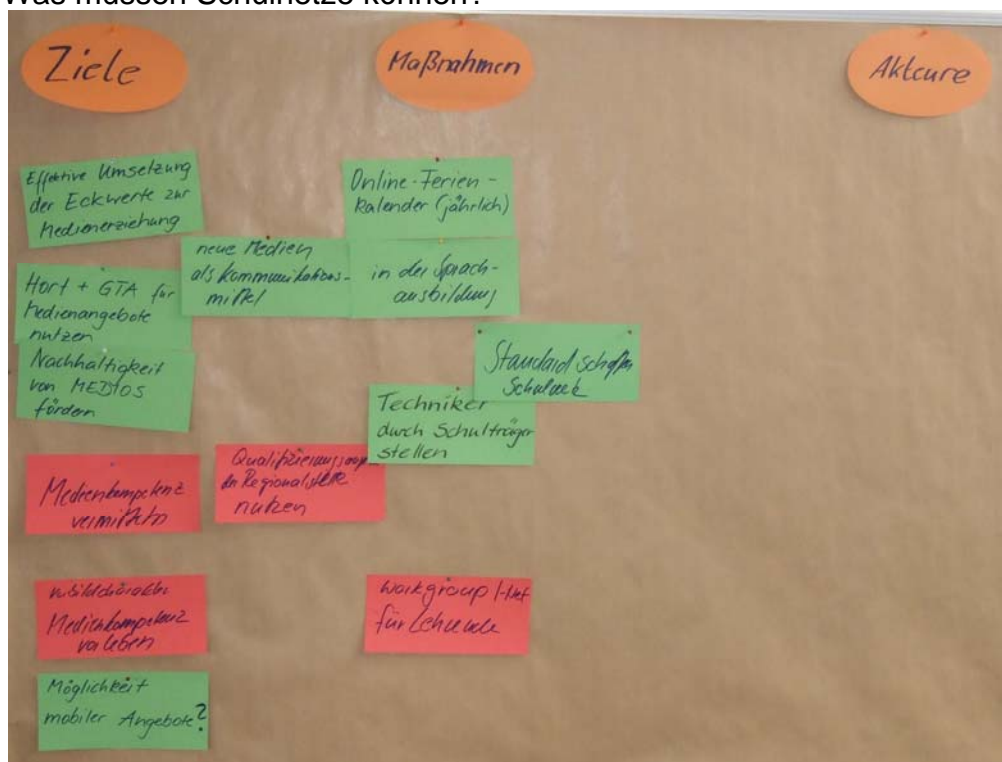 Was müssen Schulnetze können?
Ziele
Maßnahmen
Akteure
Effektive Umsetzung
der Eckwerte zur
Medienerziehung
Online-Ferien-
kalender (jährlich)
neue Medien
als Kommunikations-
mittel
in der Sprach-
ausbildung
Hort + GTA für
Medienangebote
nutzen
Standard schaffen
Nachhaltigkeit
von MEDIOS
fördern
Techniker
durch Schulträger
stellen
Medienkompetenz
vermitteln
der Regionalstelle
nutzen
Medienkompetenz
vorleben
workgroup
für Lehrende
Möglichkeit
mobiler Angebote?